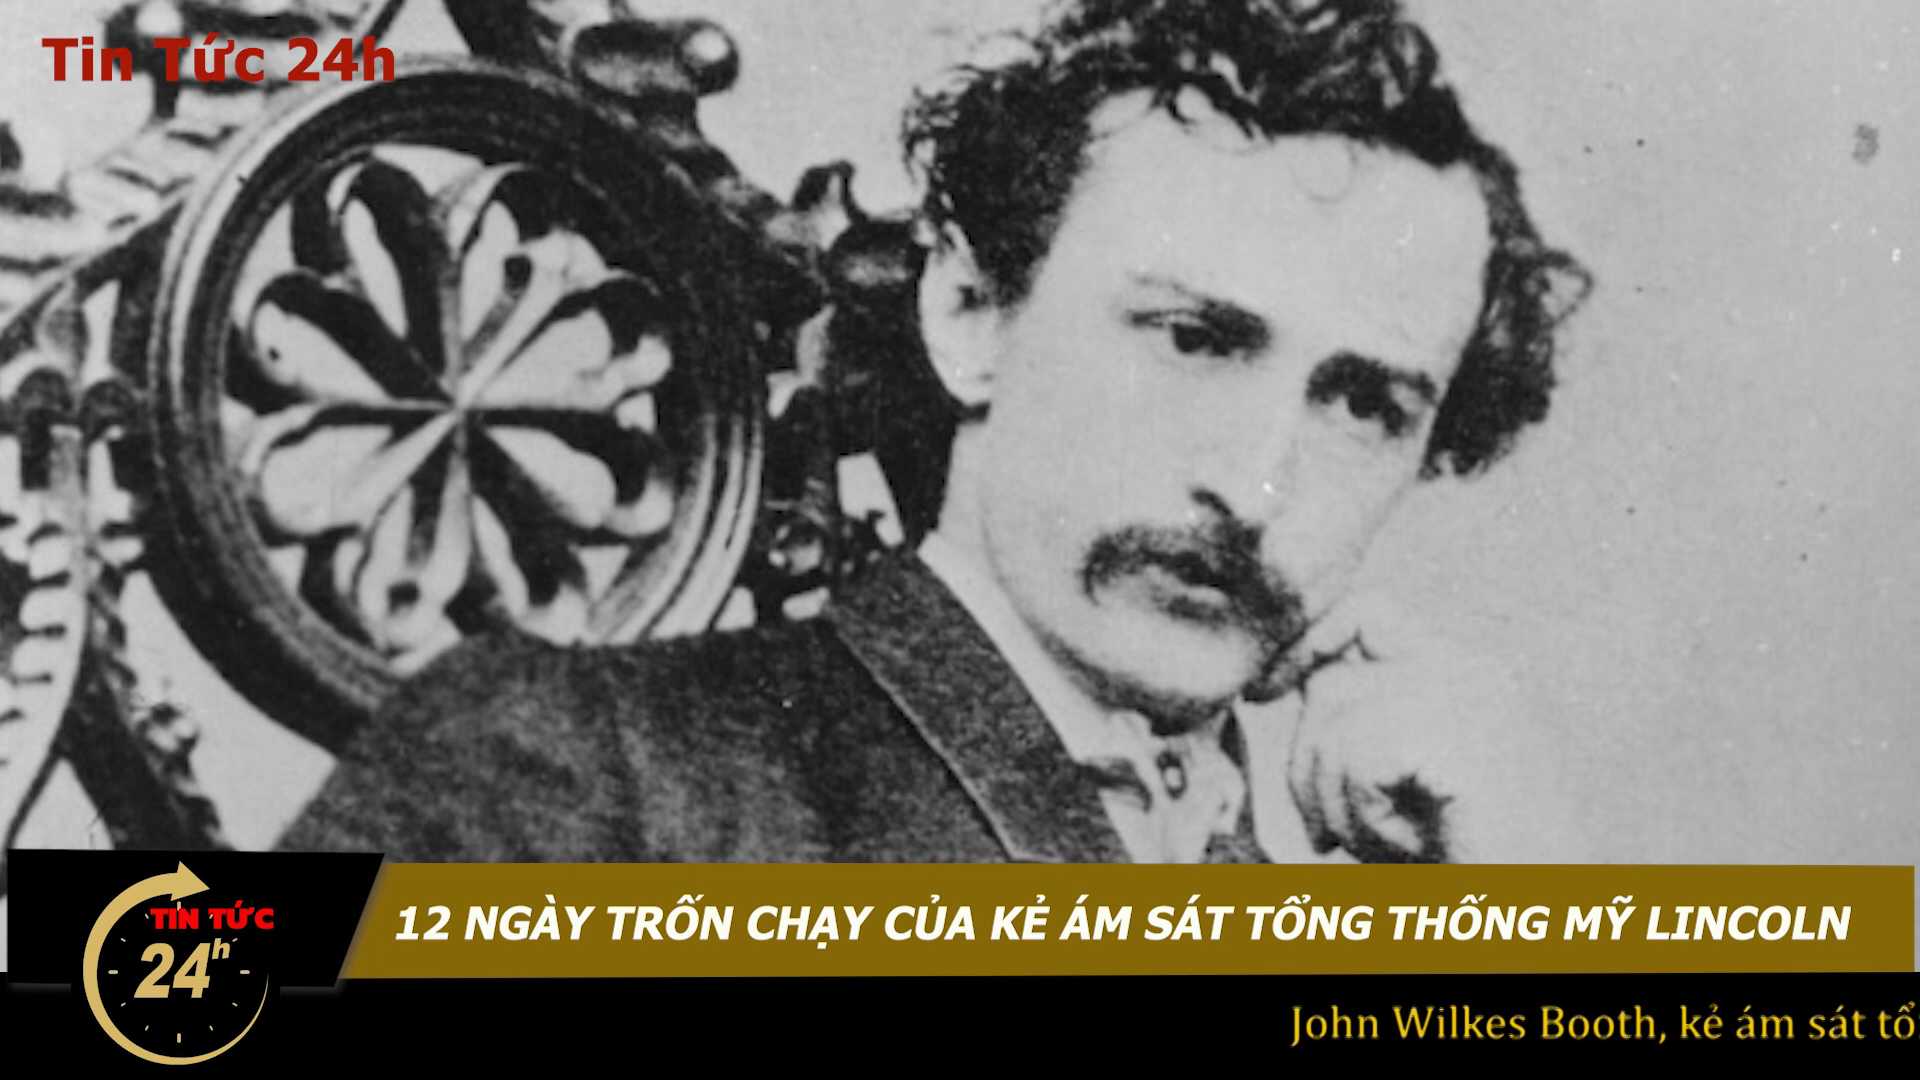 Tin Tức 24h
12 NGÀY TRỐN CHẠY CỦA KẺ ÁM SÁT TỔNG THỐNG MỸ LINCOLN
TIN TỨC
24h
John Wilkes Booth, kẻ ám sát